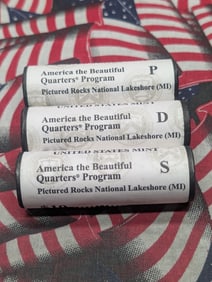 America the Beautiful P
Quarters® Program
Pictured Rocks National Lakeshore (MI)
UNITED STATES MINT
America the Beautiful D
Quarters® Program
Pictured Rocks National Lakeshore (MI)
UNITED STATES MINT
America the Beautiful S
Quarters® Program
Pictured Rocks National Lakeshore (MI)